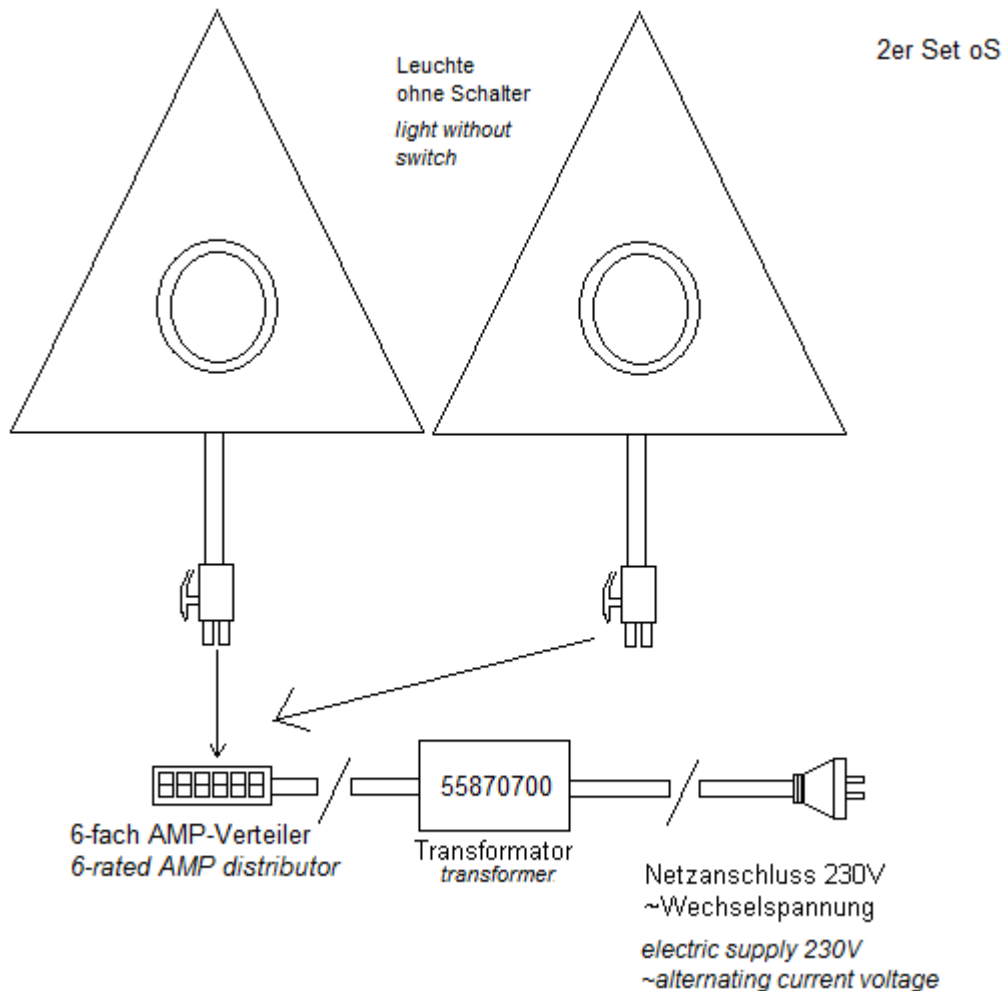 2er Set oS
Leuchte
ohne Schalter
light without
switch
55870700
6-fach AMP-Verteiler
6-rated AMP distributor
Transformator
transformer.
Netzanschluss 230V
~Wechselspannung
electric supply 230V
~alternating current voltage